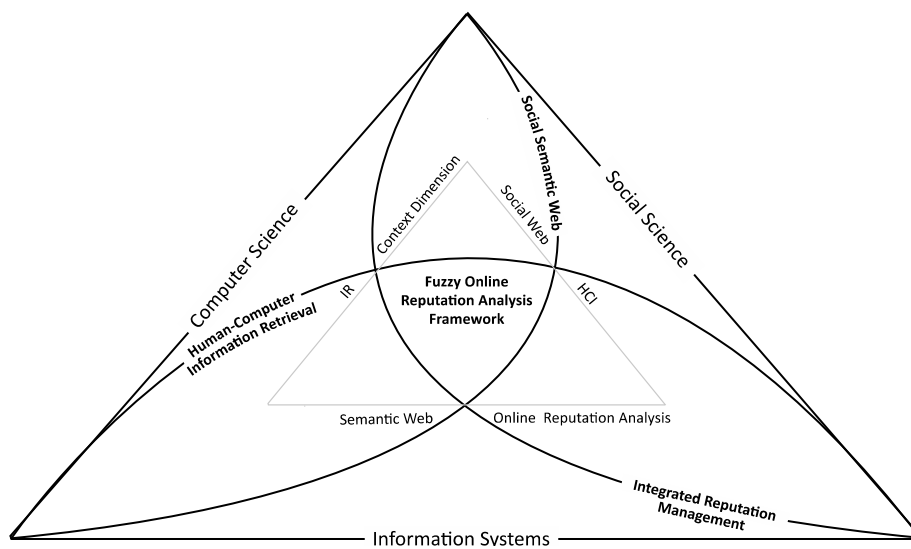 Social Semantic Web
Context Dimension
Social Web
Social Science
Computer Science
Fuzzy Online
Reputation Analysis
Framework
IR
HCI
Human-Computer
Information Retrieval
Semantic Web
Online Reputation Analysis
Integrated Reputation
Management
Information Systems